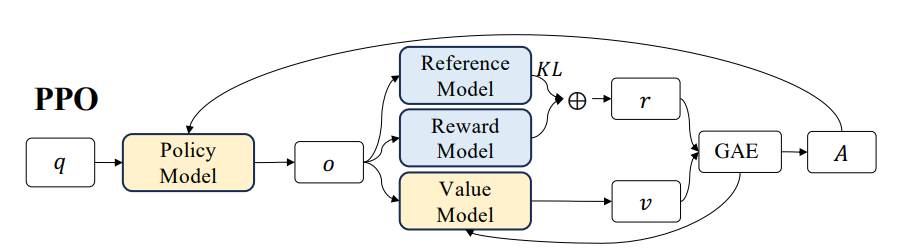 PPO
q
Policy
Model
o
Reference
Model
KL
Reward
Model
Value
Model
⊕
r
v
GAE
A